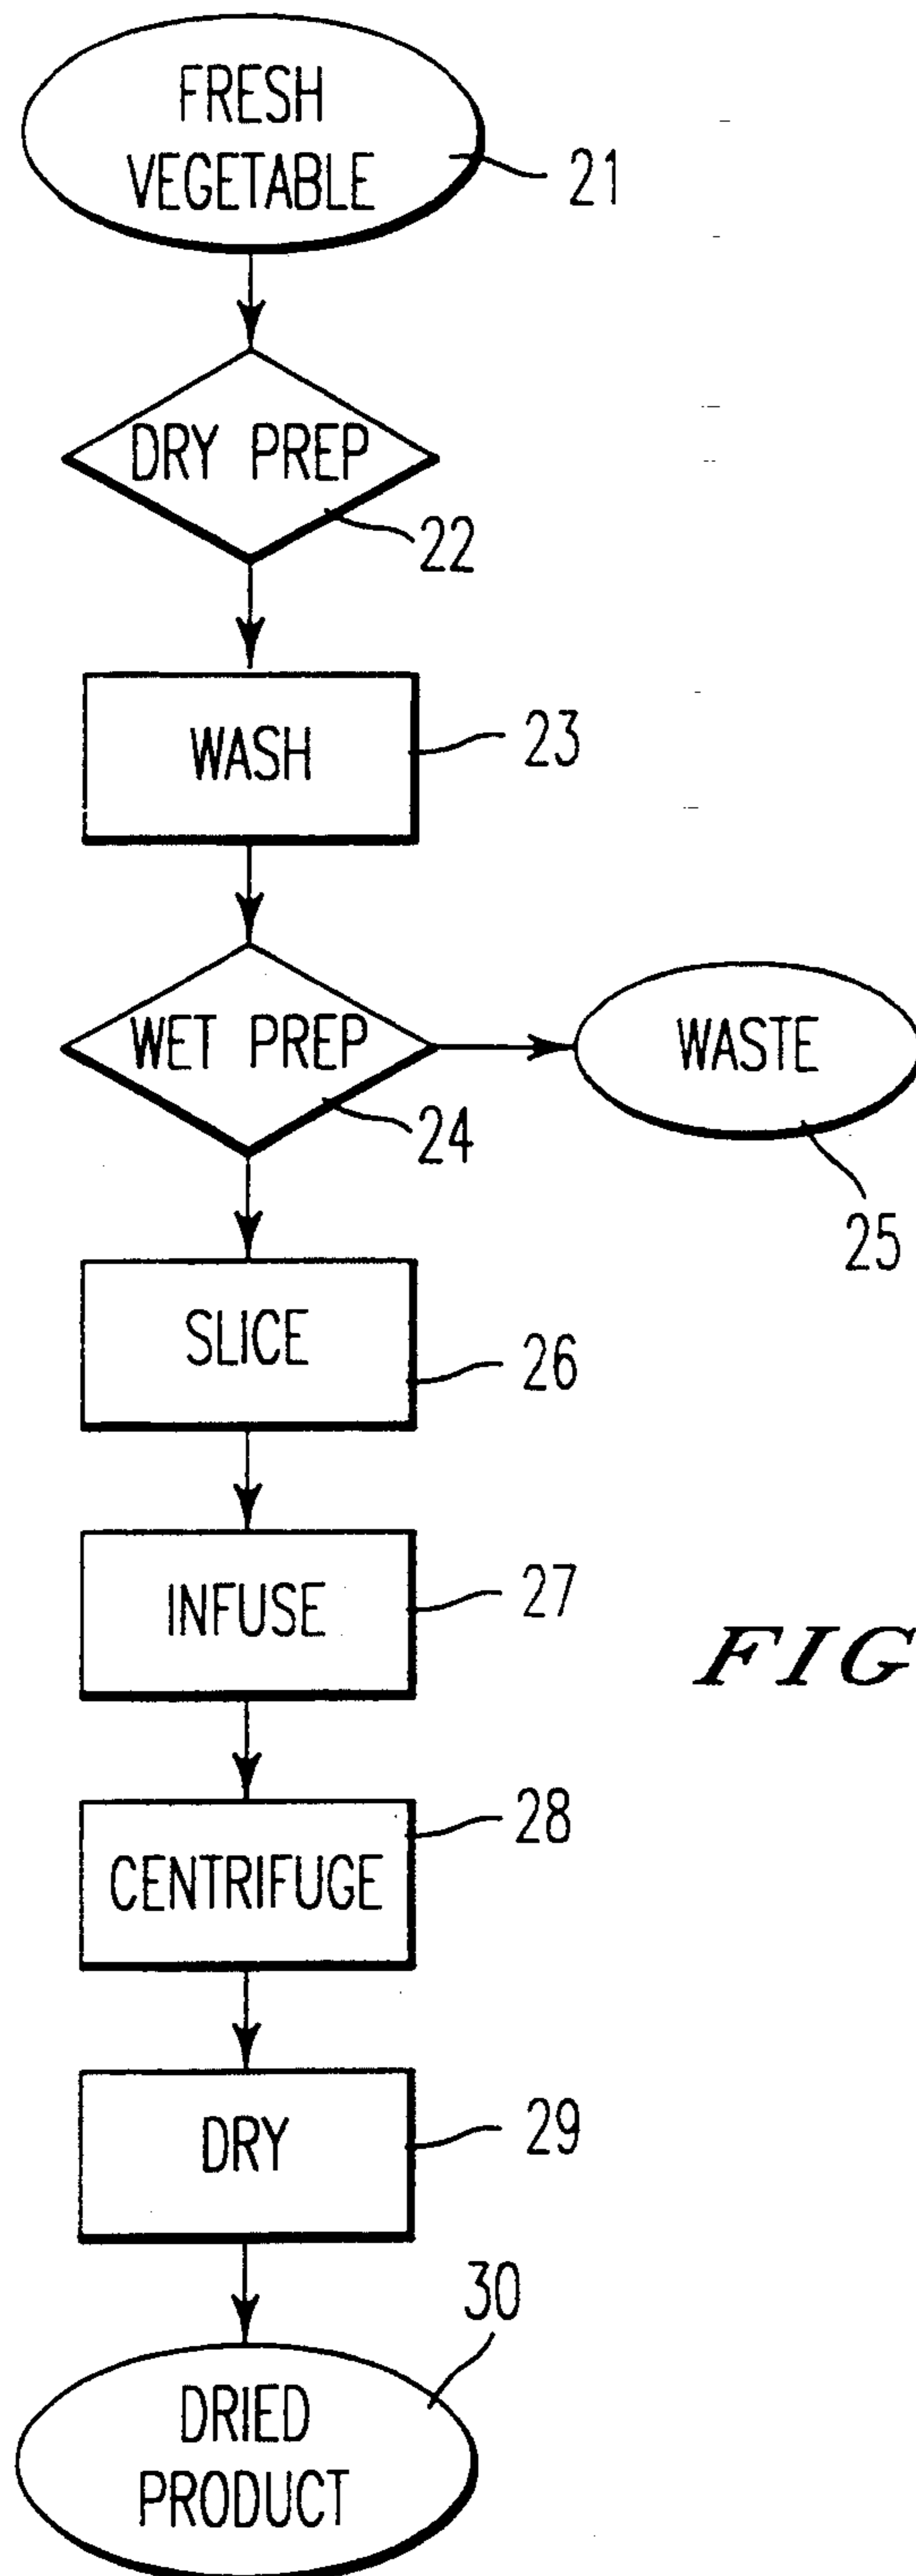 FRESH
VEGETABLE
21
DRY PREP
22
WASH
23
WET PREP
24
WASTE
25
SLICE
26
INFUSE
27
FIG
28
CENTRIFUGE
DRY
29
30
DRIED
PRODUCT